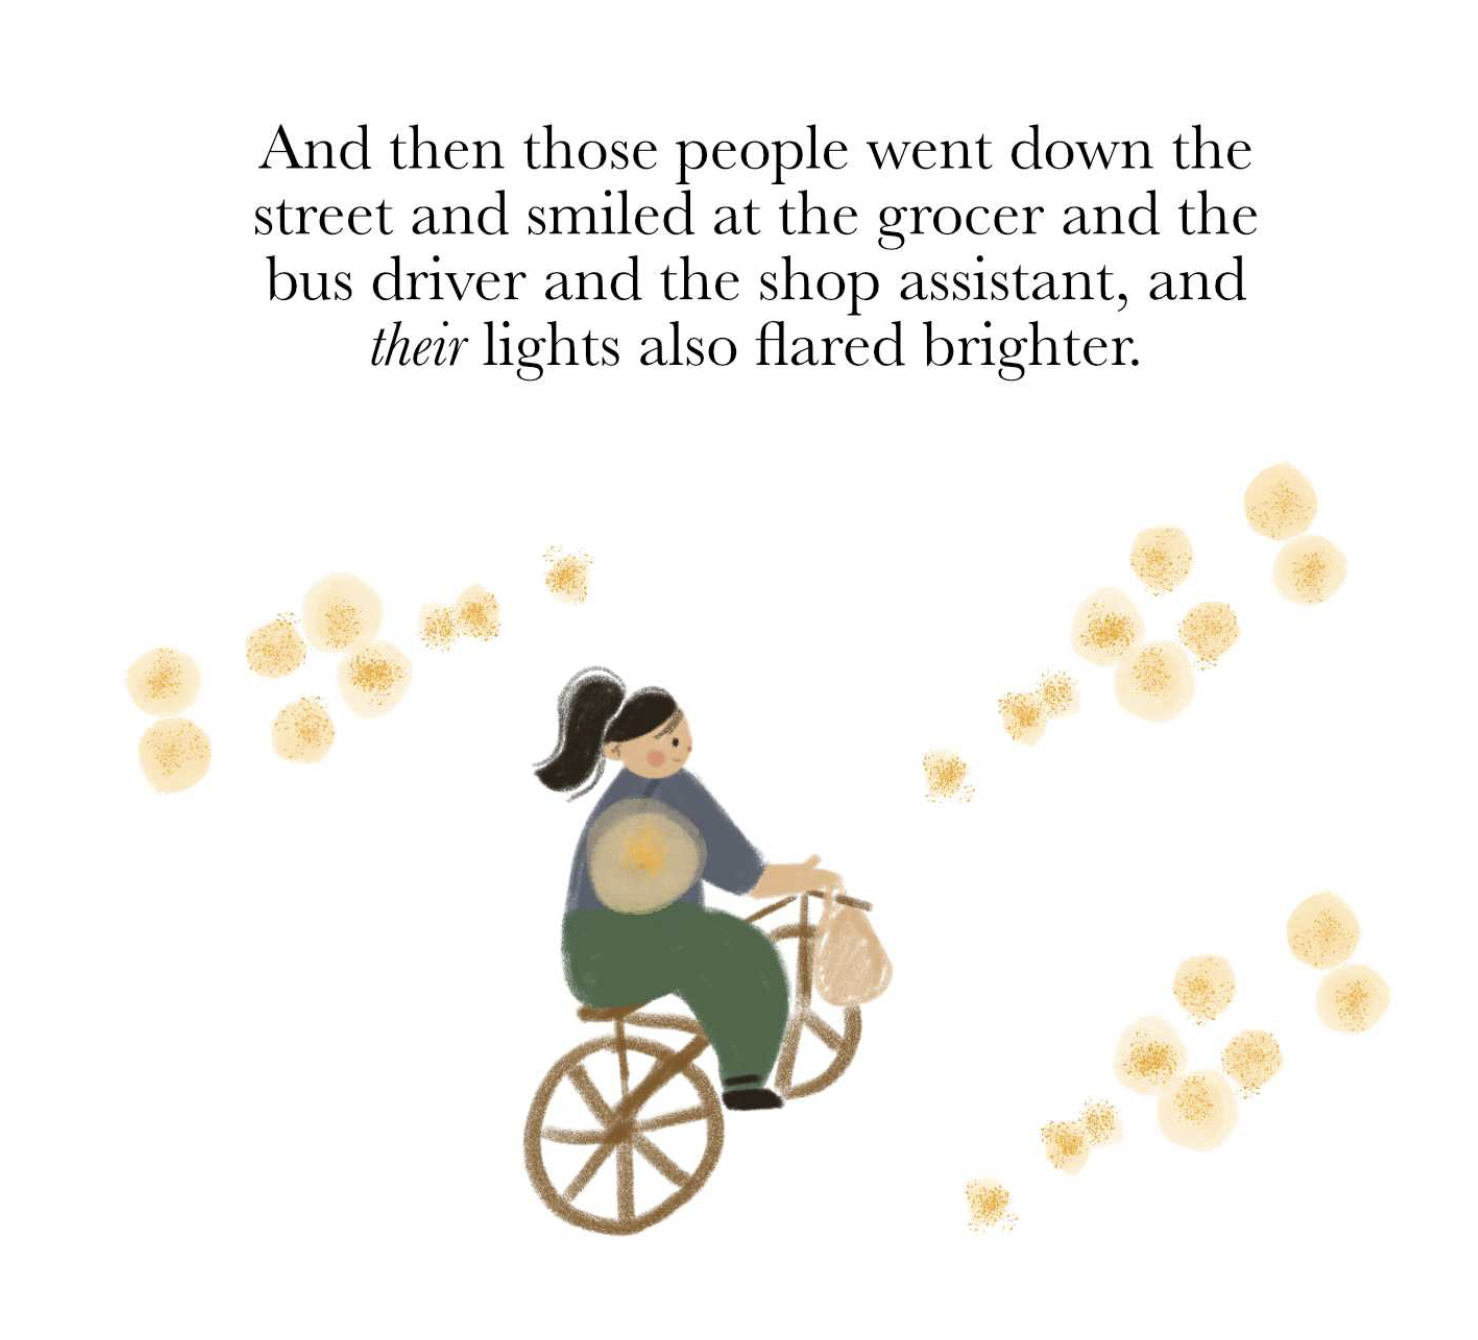 And then those people went down the
street and smiled at the grocer and the
bus driver and the shop assistant, and
their lights also flared brighter.